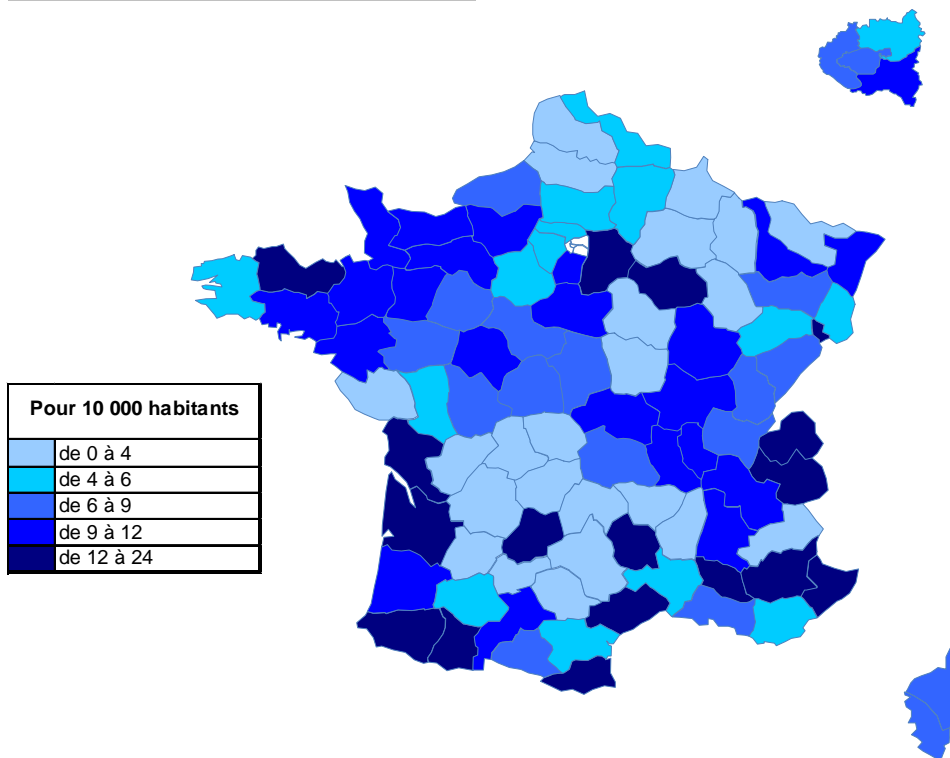 Pour 10 000 habitants
de 0 à 4
de 4 à 6
de 6 à 9
de 9 à 12
de 12 à 24